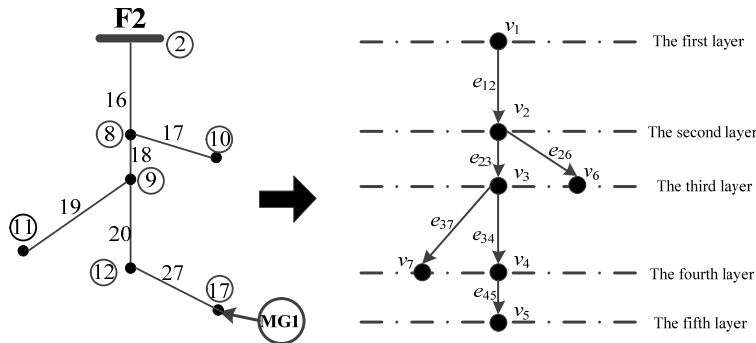 F2
2
16
8
17
10
18
9
19
11
20
12
27
17
MG1
v1
The first layer
e12
v2
The second layer
e23
e26
v3
v6
The third layer
e37
e34
v7
v4
The fourth layer
e45
v5
The fifth layer